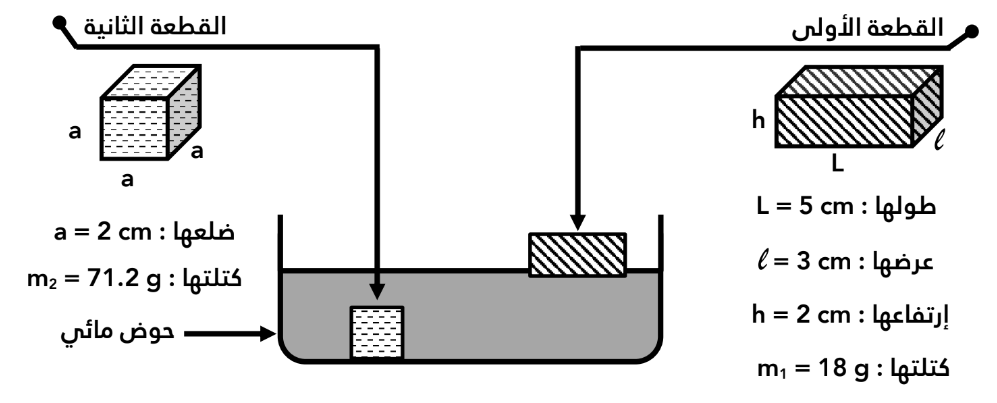 القطعة الأولى
h
L
ℓ
طولها : L = 5 cm
عرضها : ℓ = 3 cm
إرتفاعها : h = 2 cm
كتلتها : m₁ = 18 g
القطعة الثانية
a
a
a
ضلعها : a = 2 cm
كتلتها : m₂ = 71.2 g
حوض مائي